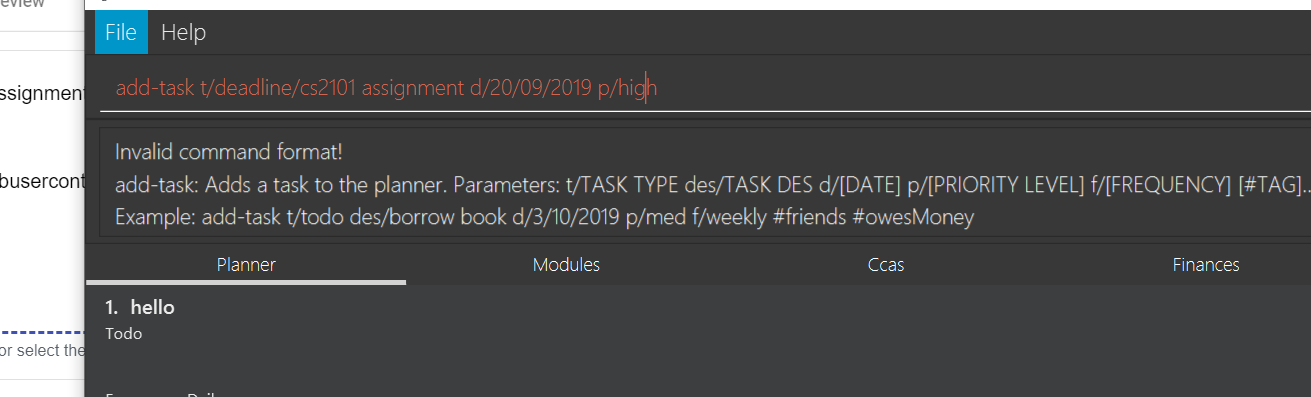 eview
File Help
ssignment
add-task t/deadline/cs2101 assignment d/20/09/2019 p/high
Invalid command format!
busercont
add-task: Adds a task to the planner. Parameters: t/TASK TYPE des/TASK DES d/[DATE] p/[PRIORITY LEVEL] f/[FREQUENCY] [#TAG]...
Example: add-task t/todo des/borrow book d/3/10/2019 p/med f/weekly #friends #owesMoney
Planner Modules Ccas Finances
1. hello
Todo
or select the